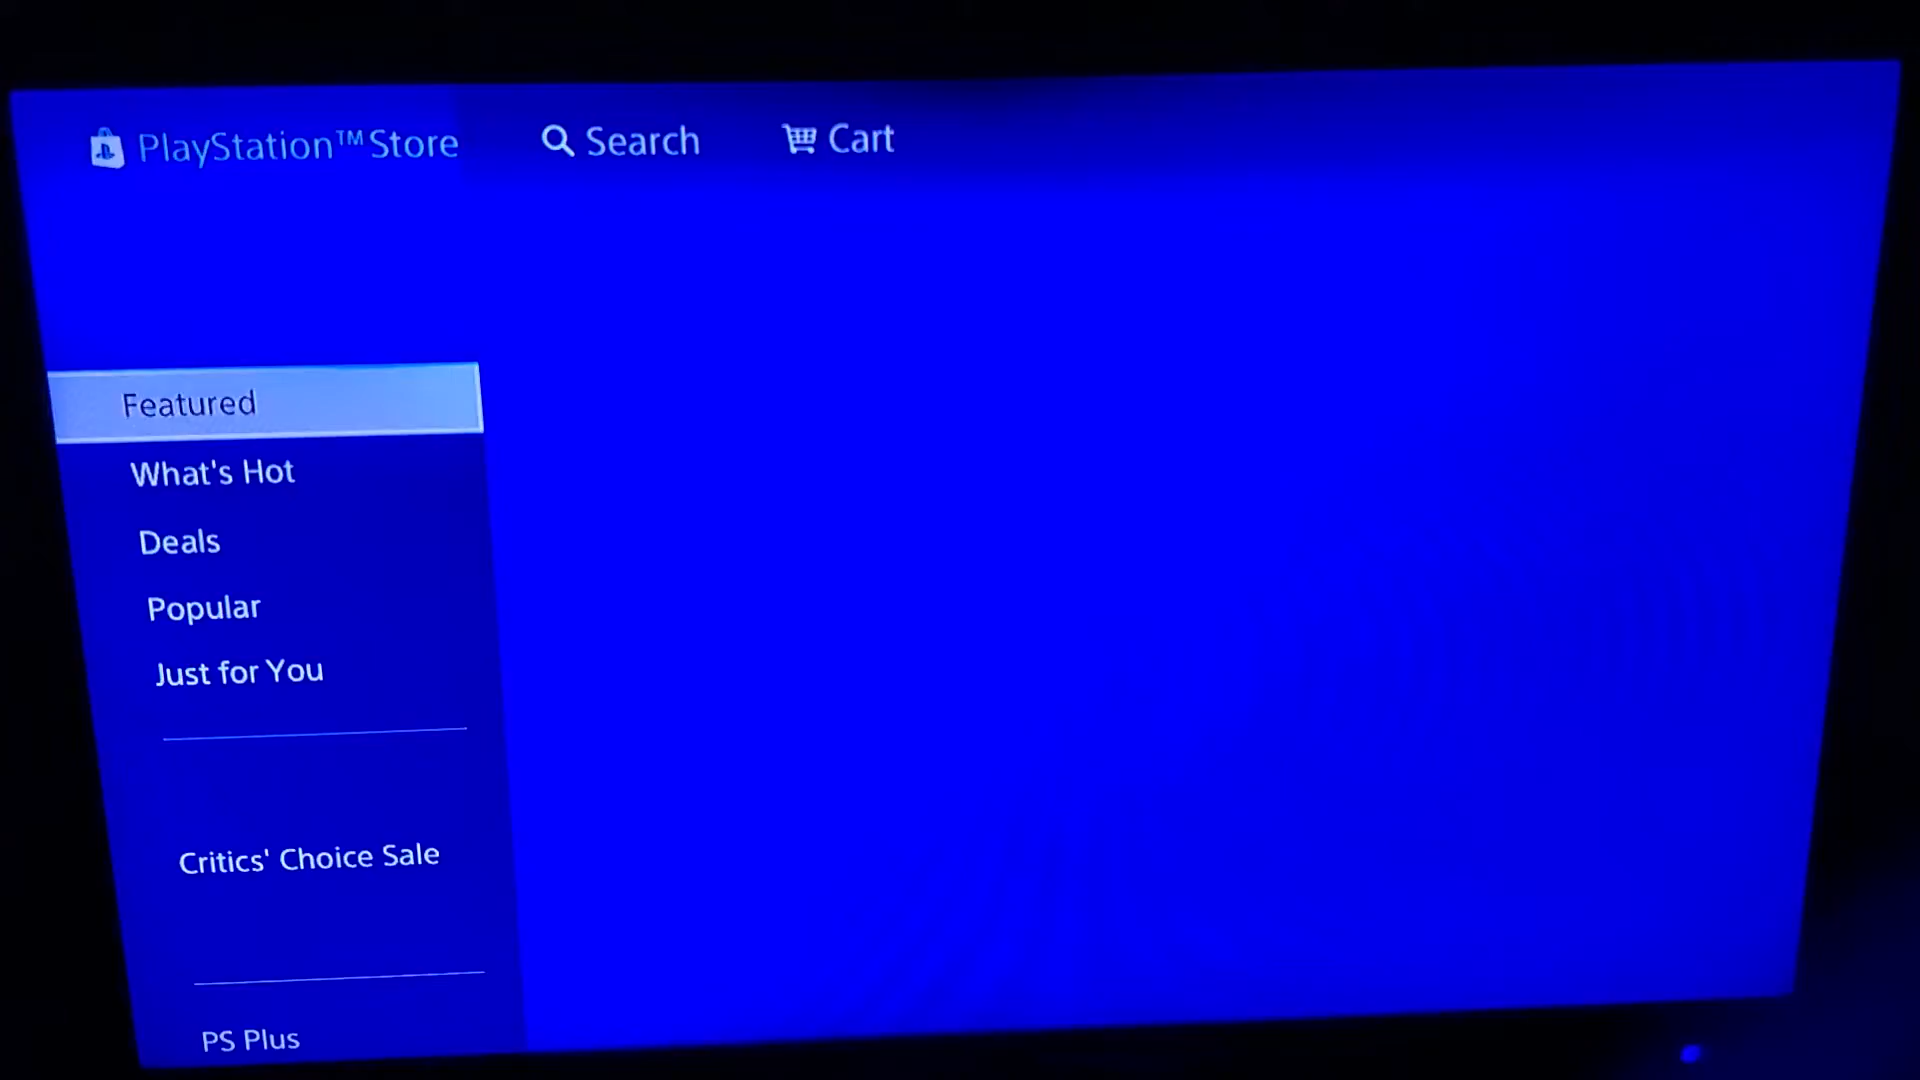 PlayStation™Store
Search
Cart
Featured
What's Hot
Deals
Popular
Just for You
Critics' Choice Sale
PS Plus